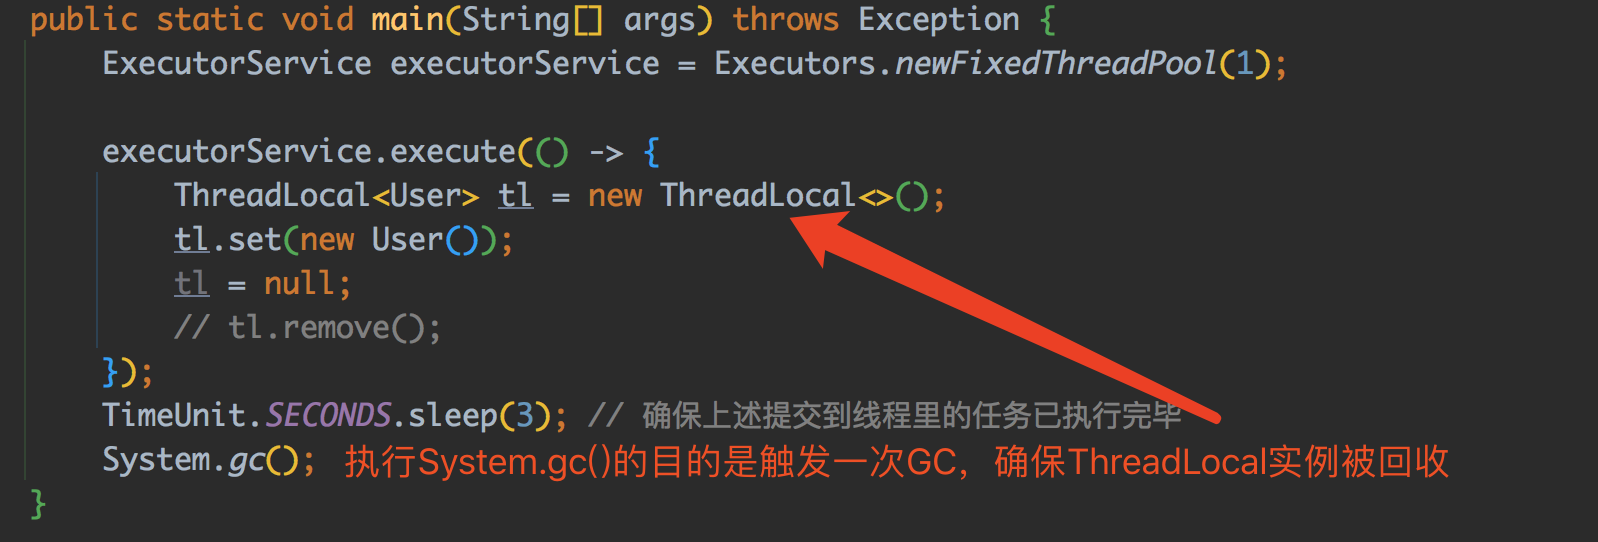 public static void main(String[] args) throws Exception {
ExecutorService executorService = Executors.newFixedThreadPool(1);
executorService.execute(() -> {
ThreadLocal<User> tl = new ThreadLocal<>();
tl.set(new User());
tl = null;
// tl.remove();
});
TimeUnit.SECONDS.sleep(3); // 确保上述提交到线程里的任务已执行完毕
System.gc(); 执行System.gc()的目的是触发一次GC，确保ThreadLocal实例被回收
}